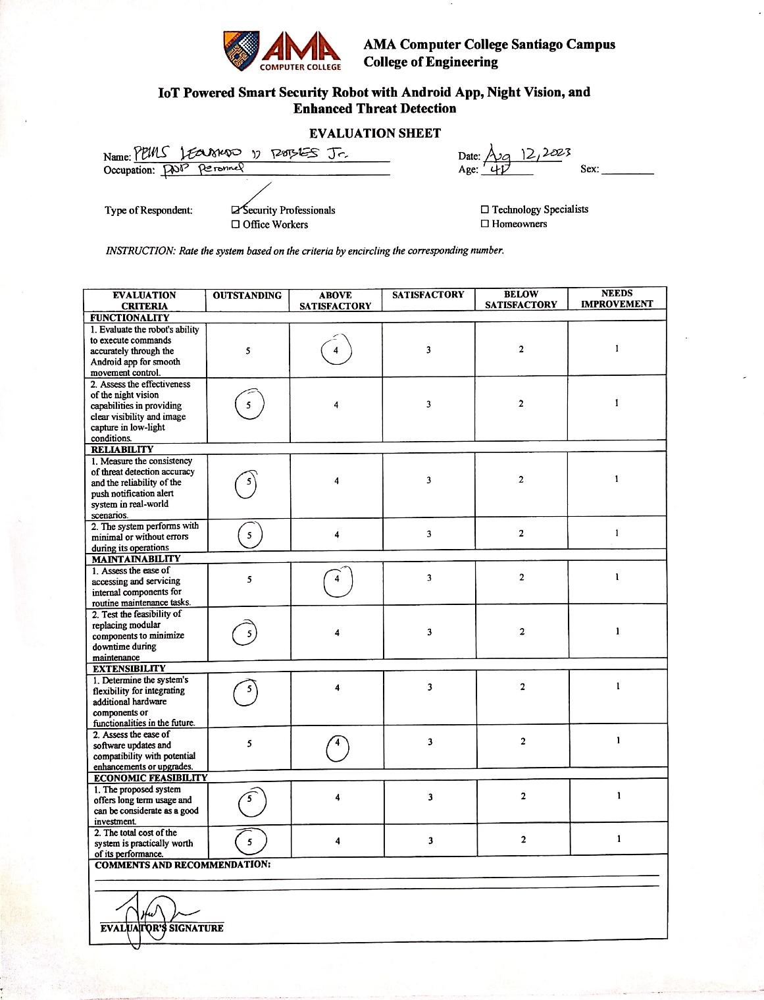 AMA
COMPUTER COLLEGE
AMA Computer College Santiago Campus
College of Engineering
IoT Powered Smart Security Robot with Android App, Night Vision, and
Enhanced Threat Detection
EVALUATION SHEET
Name: Leonardo D Robles Jr.
Date: Aug 12, 2023
Occupation: PNP Peronnel
Age:
Sex:
Type of Respondent:
Security Professionals
Technology Specialists
Office Workers
Homeowners
INSTRUCTION: Rate the system based on the criteria by encircling the corresponding number.
EVALUATION CRITERIA OUTSTANDING ABOVE SATISFACTORY SATISFACTORY BELOW SATISFACTORY NEEDS IMPROVEMENT
FUNCTIONALITY
1. Evaluate the robot's ability
to execute commands
accurately through the
Android app for smooth
movement control.
5 4 3 2 1
2. Assess the effectiveness
of the night vision
capabilities in providing
clear visibility and image
capture in low-light
conditions.
5 4 3 2 1
RELIABILITY
1. Measure the consistency
of threat detection accuracy
and the reliability of the
push notification alert
system in real-world
scenarios.
5 4 3 2 1
2. The system performs with
minimal or without errors
during its operations
5 4 3 2 1
MAINTAINABILITY
1. Assess the ease of
accessing and servicing
internal components for
routine maintenance tasks.
5 4 3 2 1
2. Test the feasibility of
replacing modular
components to minimize
downtime during
maintenance
5 4 3 2 1
EXTENSIBILITY
1. Determine the system's
flexibility for integrating
additional hardware
components or
functionalities in the future.
5 4 3 2 1
2. Assess the ease of
software updates and
compatibility with potential
enhancements or upgrades.
5 4 3 2 1
ECONOMIC FEASIBILITY
1. The proposed system
offers long term usage and
can be considerate as a good
investment.
5 4 3 2 1
2. The total cost of the
system is practically worth
of its performance.
5 4 3 2 1
COMMENTS AND RECOMMENDATION:
EVALUATOR'S SIGNATURE